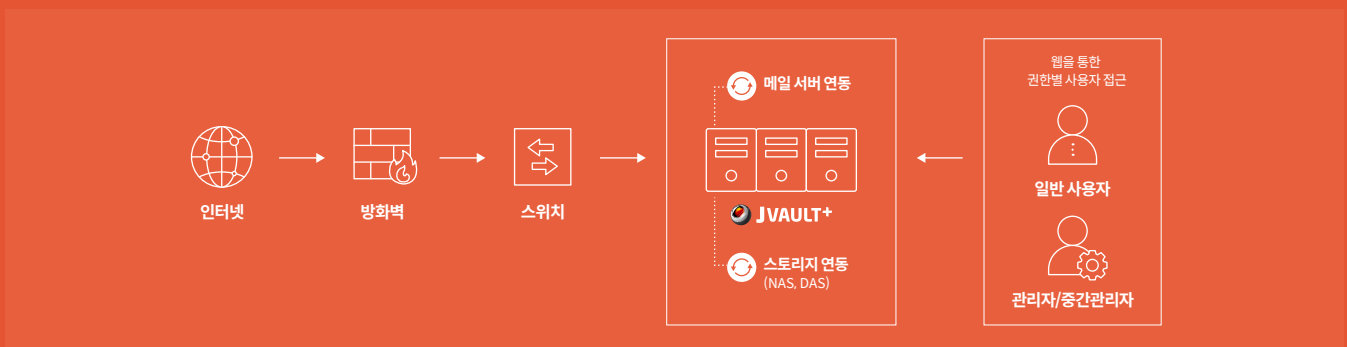 인터넷
방화벽
스위치
메일 서버 연동
JVAULT+
스토리지 연동
(NAS, DAS)
웹을 통한
권한별 사용자 접근
일반 사용자
관리자/중간관리자